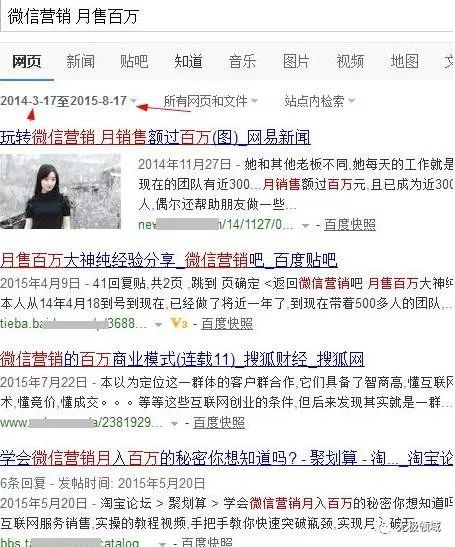 微信营销 月售百万
网页 新闻 贴吧 知道 音乐 图片 视频 地图
2014-3-17至2015-8-17 所有网页和文件 站点内检索
玩转微信营销 月销售额过百万(图)_网易新闻
2014年11月27日 - 她和其他老板不同,她每天的工作就是
现在的团队有近300...月销售额过百万元,且已成为近30
人,偶尔还帮助朋友做一些...
new /14/1127/0... - 百度快照
月售百万大神纯经验分享_微信营销吧_百度贴吧
2015年4月9日 - 41回复贴,共2页, 跳到 页确定 <返回微信营销吧 月售百万大神纯
本人从14年4月18到号到现在,已经做了将近一年了,到现在带着500多人的团队,
tieba.ba /3688... V3 - 百度快照
微信营销的百万商业模式(连载11)_搜狐财经_搜狐网
2015年7月22日 - 本以为定位这一群体的客户群合作,它们具备了智商高,懂互联网
术,懂竞价,懂成交。。。等等这些互联网创业的条件,但后来发现其实就是一群
www.s a/2381929... - 百度快照
学会微信营销月入百万的秘密你想知道吗? - 聚划算 - 淘..._淘宝论
6条回复 - 发帖时间: 2015年5月20日
2015年5月20日 - 淘宝论坛 > 聚划算 > 学会微信营销月入百万的秘密你想知道
互联网服务销售,实操的教程视频,手把手教你快速突破瓶颈,实现月
bbs.t catalog
北极领域